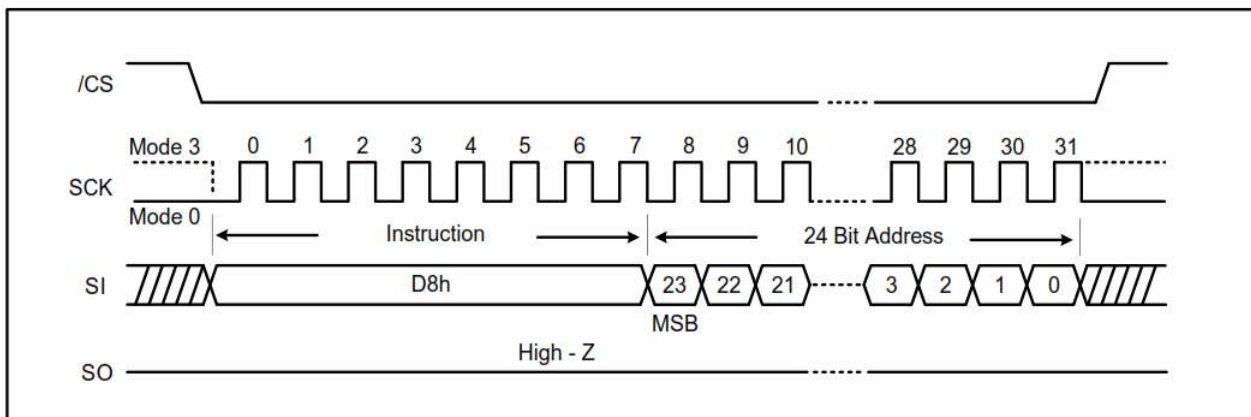 /CS
Mode 3 0 1 2 3 4 5 6 7 8 9 10 28 29 30 31
SCK
Mode 0
Instruction 24 Bit Address
SI D8h 23 22 21 3 2 1 0
MSB
High - Z
SO